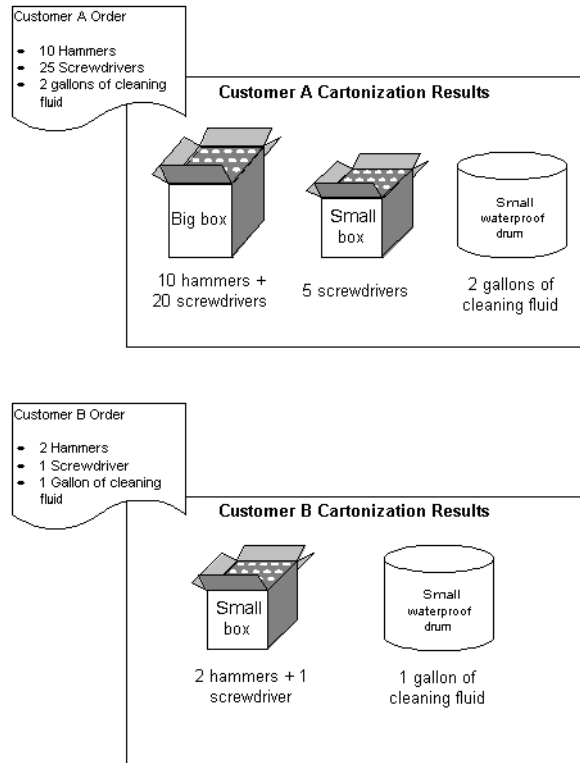 Customer A Order
• 10 Hammers
• 25 Screwdrivers
• 2 gallons of cleaning
fluid
Customer A Cartonization Results
Big box
Small
box
Small
waterproof
drum
10 hammers +
20 screwdrivers
5 screwdrivers
2 gallons of
cleaning fluid
Customer B Order
• 2 Hammers
• 1 Screwdriver
• 1 Gallon of cleaning
fluid
Customer B Cartonization Results
Small
box
Small
waterproof
drum
2 hammers + 1
screwdriver
1 gallon of
cleaning fluid